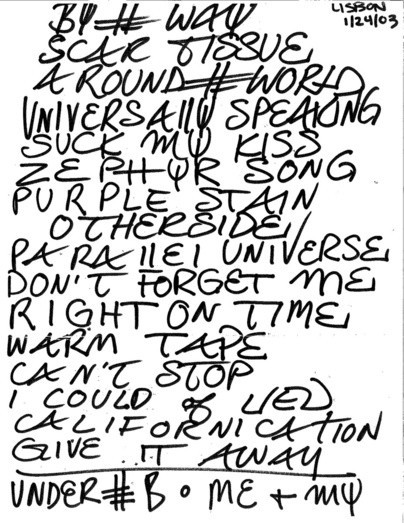 LISBON
1/24/03
BY # WAY
SCAR TISSUE
AROUND # WORLD
UNIVERSALLY SPEAKING
SUCK MY KISS
ZEPHYR SONG
PURPLE STAIN
OTHERSIDE/
PARALLEL UNIVERSE
DON'T FORGET ME
RIGHT ON TIME
WARM TAPE
CAN'T STOP
I COULD of LIED
CALIFORNICATION
GIVE IT AWAY
UNDER # B • ME + MY